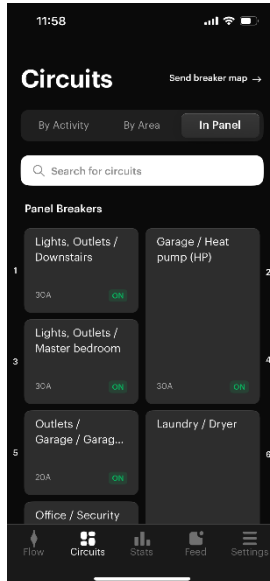 11:58
Circuits
Send breaker map →
By Activity
By Area
In Panel
Search for circuits
Panel Breakers
1
Lights, Outlets /
Downstairs
30A
ON
Garage / Heat
pump (HP)
30A
ON
2
3
Lights, Outlets /
Master bedroom
30A
ON
4
5
Outlets /
Garage / Garag...
20A
ON
Laundry / Dryer
6
Office / Security
Flow
Circuits
Stats
Feed
Settings